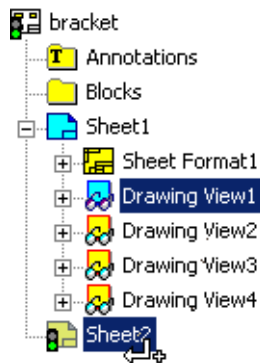 bracket
Annotations
Blocks
Sheet1
Sheet Format1
Drawing View1
Drawing View2
Drawing View3
Drawing View4
Sheet2